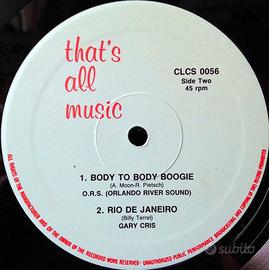 that's
all
music
CLCS 0056
Side Two
45 rpm
1. BODY TO BODY BOOGIE
(A. Moon-R. Pietsch)
O.R.S. (ORLANDO RIVER SOUND)
2. RIO DE JANEIRO
(Billy Terrel)
GARY CRIS
ALL RIGHTS OF THE MANUFACTURER AND OF THE OWNER OF THE RECORDED WORK RESERVED - UNAUTHORIZED PUBLIC PERFORMANCE BROADCASTING AND COPYING OF THIS RECORD PROHIBITED
subito